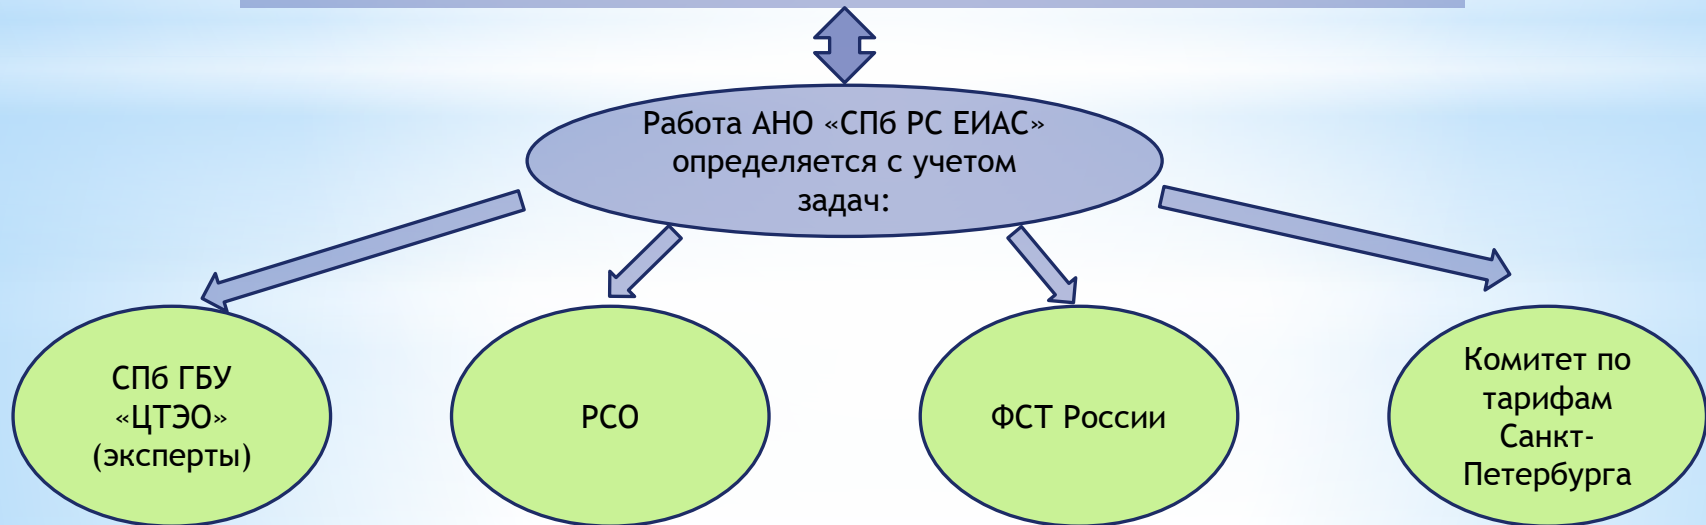 Работа АНО «СПб РС ЕИАС»
определяется с учетом
задач:
СПб ГБУ
«ЦТЭО»
(эксперты)
РСО
ФСТ России
Комитет по
тарифам
Санкт-
Петербурга